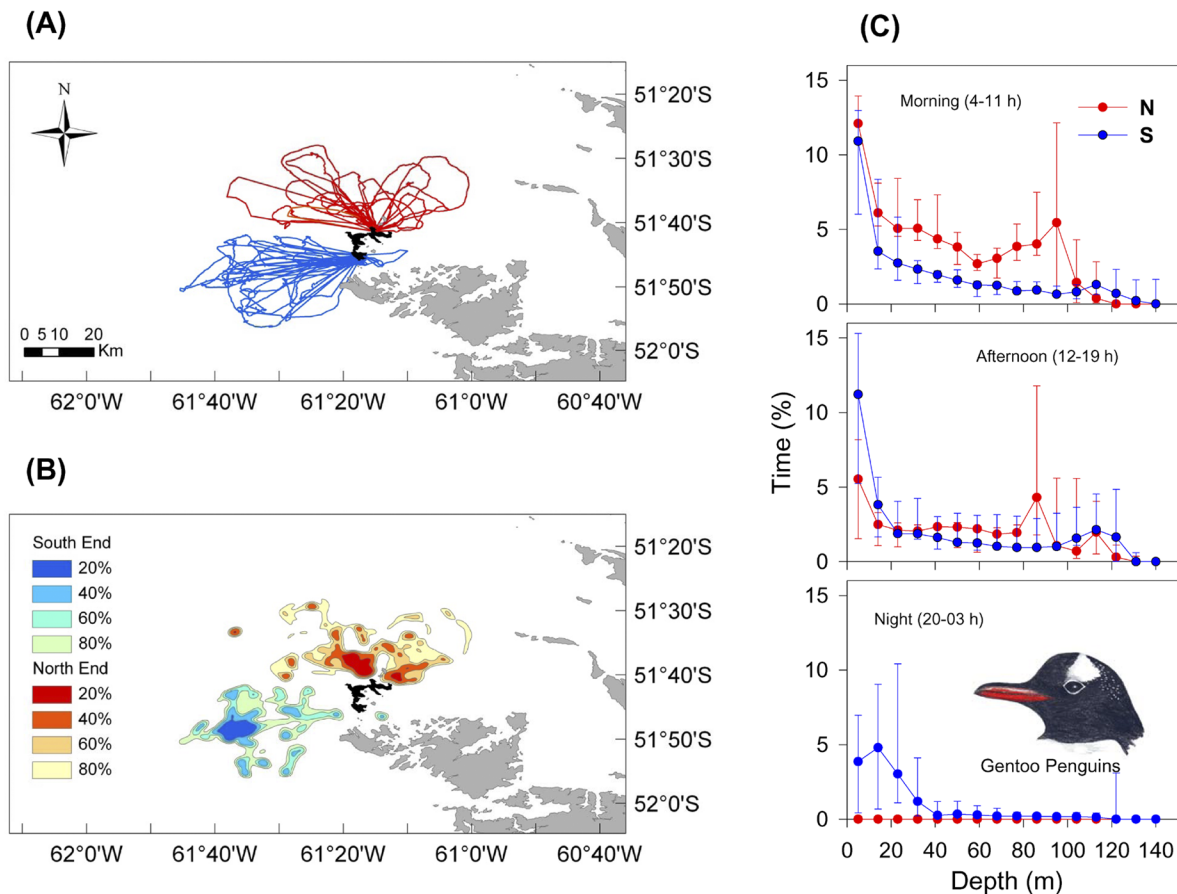 (A)
N
51°20'S
51°30'S
51°40'S
51°50'S
52°0'S
0 5 10 20
Km
62°0'W 61°40'W 61°20'W 61°0'W 60°40'W
(B)
South End
20%
40%
60%
80%
North End
20%
40%
60%
80%
51°20'S
51°30'S
51°40'S
51°50'S
52°0'S
62°0'W 61°40'W 61°20'W 61°0'W 60°40'W
(C)
15
10
5
0
Morning (4-11 h)
N
S
15
10
5
0
Afternoon (12-19 h)
Time (%)
15
10
5
0
Night (20-03 h)
Gentoo Penguins
0 20 40 60 80 100 120 140
Depth (m)